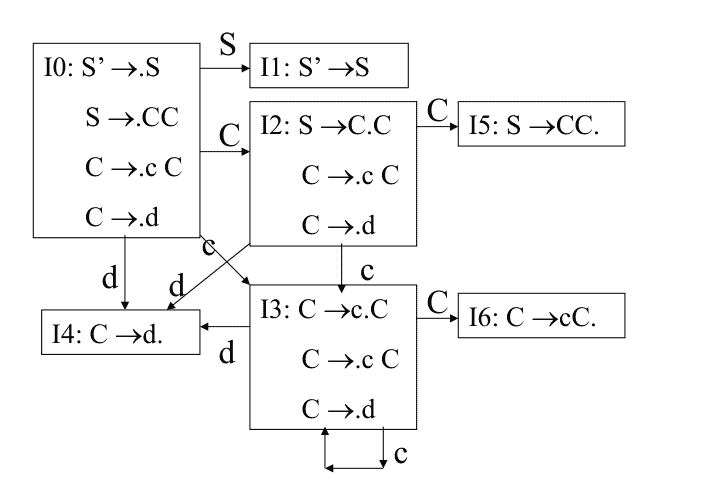 I0: S’ →.S
S →.CC
C →.c C
C →.d
S
I1: S’ →S
C
I2: S →C.C
C →.c C
C →.d
C
I5: S →CC.
c
d
d
c
I4: C →d.
d
I3: C →c.C
C →.c C
C →.d
C
I6: C →cC.
c